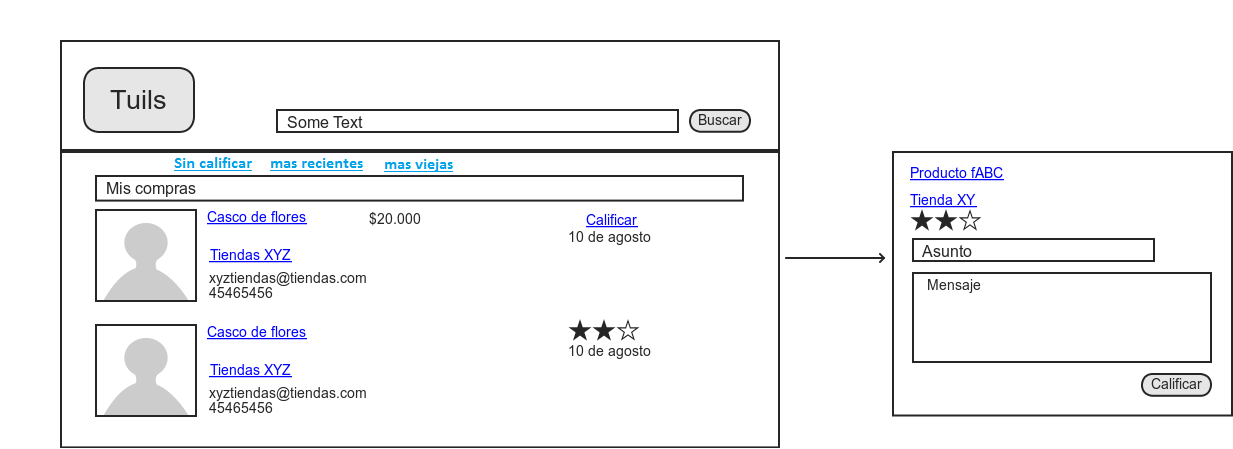 Tuils
Some Text
Buscar
Sin calificar mas recientes mas viejas
Mis compras
Casco de flores $20.000 Calificar
10 de agosto
Tiendas XYZ
xyztiendas@tiendas.com
45465456
Casco de flores
10 de agosto
Tiendas XYZ
xyztiendas@tiendas.com
45465456
Producto fABC
Tienda XY
Asunto
Mensaje
Calificar